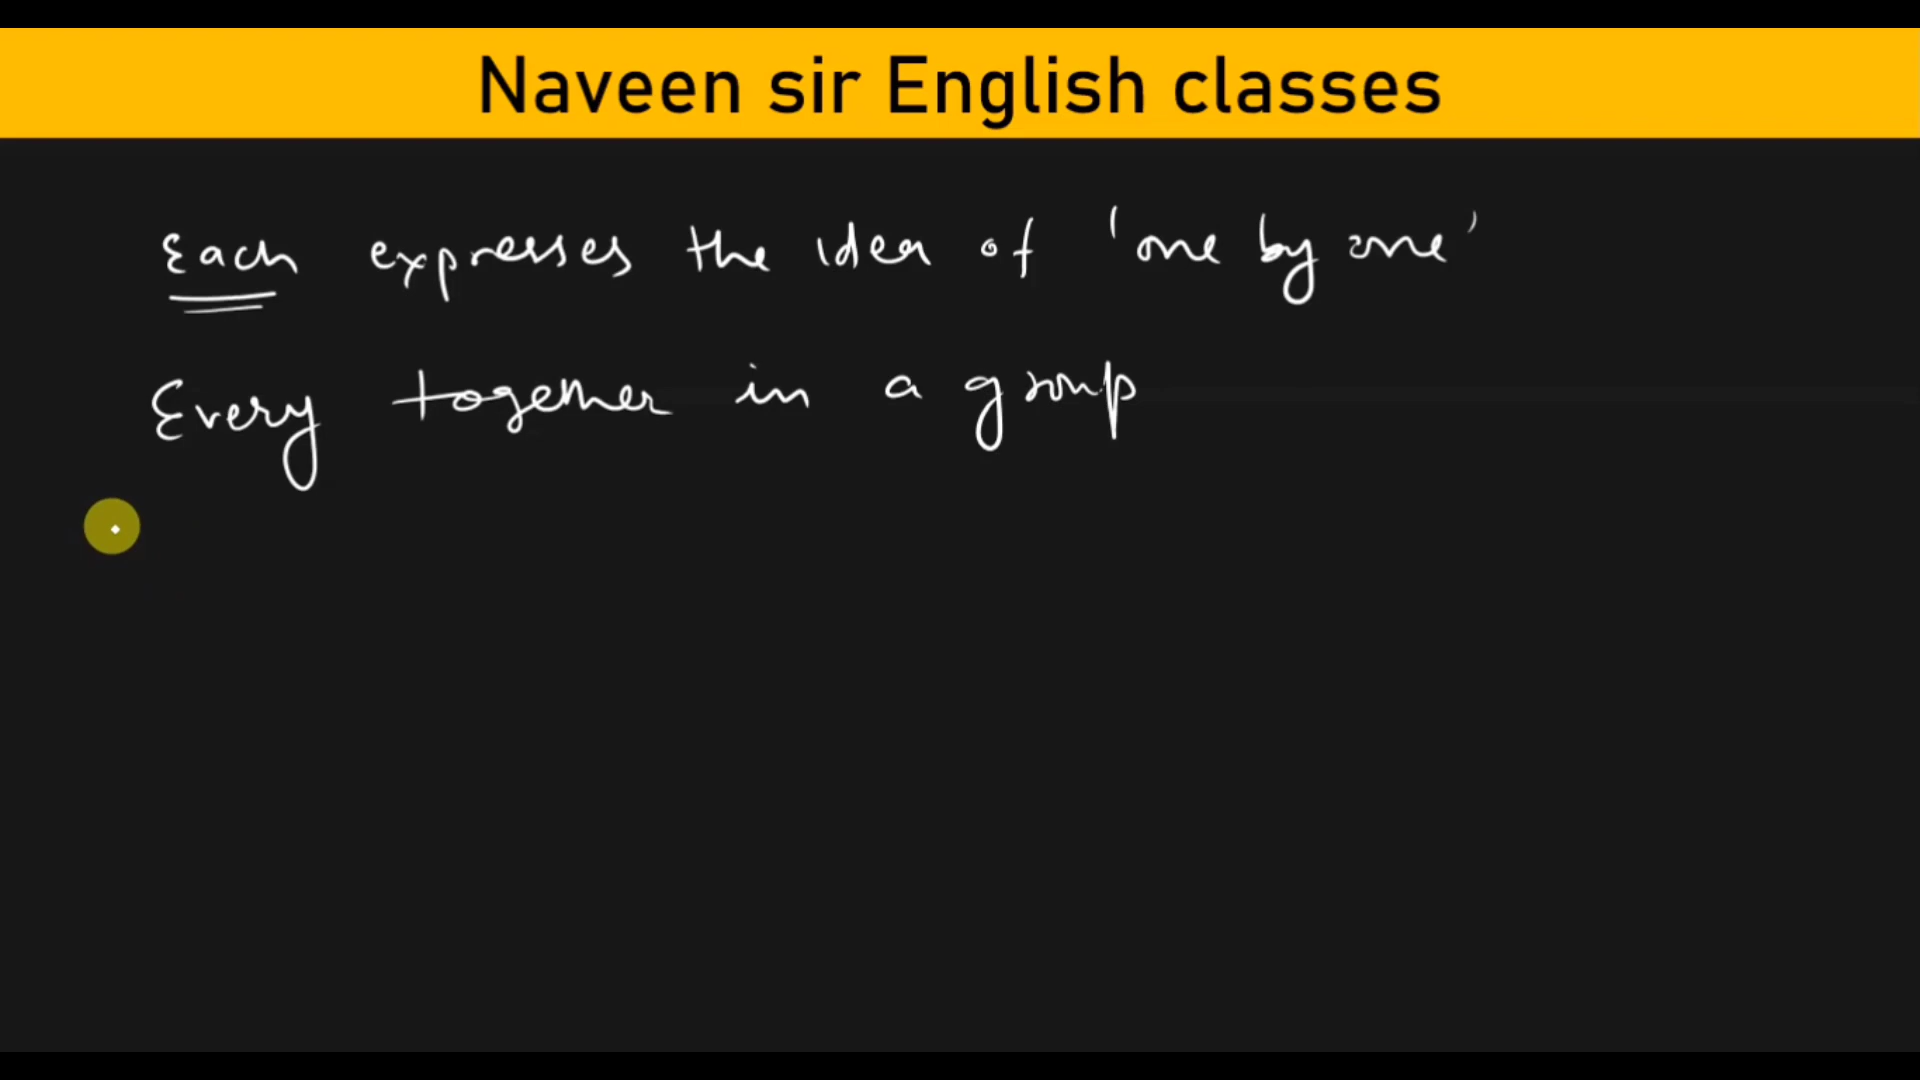 Naveen sir English classes
Each expresses the idea of 'one by one'
Every together in a group